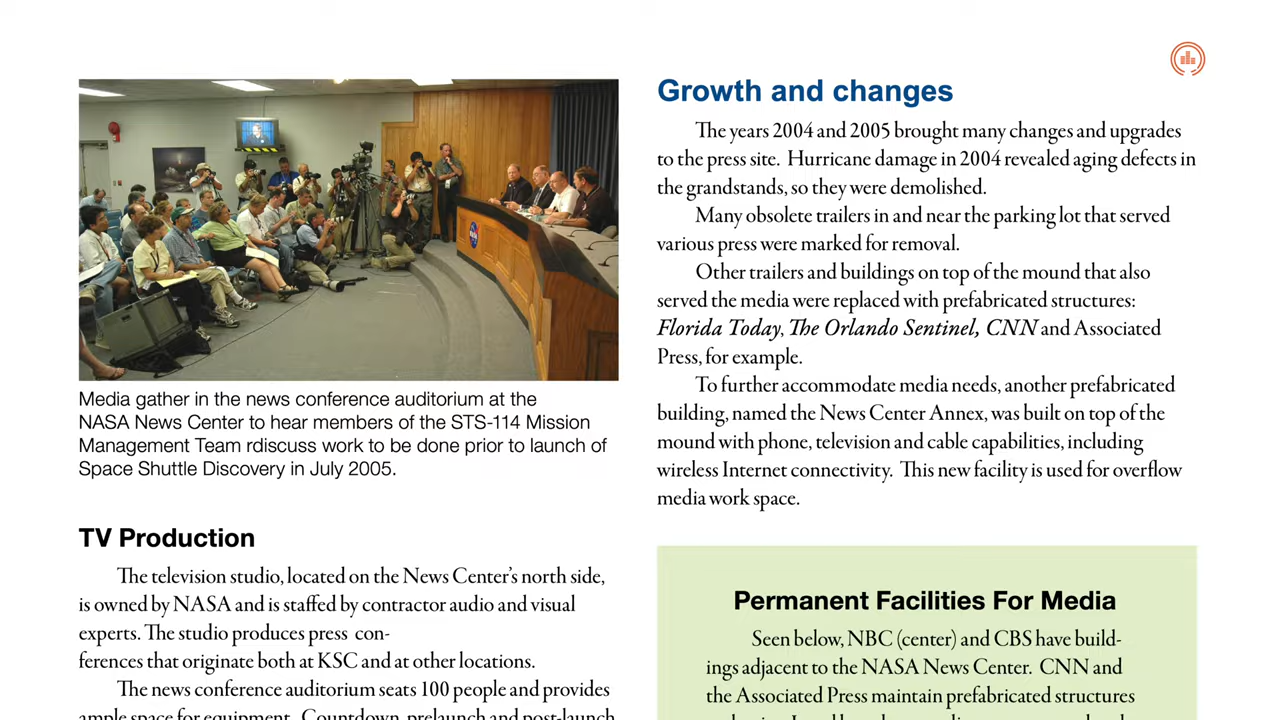 Media gather in the news conference auditorium at the
NASA News Center to hear members of the STS-114 Mission
Management Team rdiscuss work to be done prior to launch of
Space Shuttle Discovery in July 2005.
TV Production
The television studio, located on the News Center's north side,
is owned by NASA and is staffed by contractor audio and visual
experts. The studio produces press con-
ferences that originate both at KSC and at other locations.
The news conference auditorium seats 100 people and provides
ample space for equipment. Countdown, prelaunch and post-launch
Growth and changes
The years 2004 and 2005 brought many changes and upgrades
to the press site. Hurricane damage in 2004 revealed aging defects in
the grandstands, so they were demolished.
Many obsolete trailers in and near the parking lot that served
various press were marked for removal.
Other trailers and buildings on top of the mound that also
served the media were replaced with prefabricated structures:
Florida Today, The Orlando Sentinel, CNN and Associated
Press, for example.
To further accommodate media needs, another prefabricated
building, named the News Center Annex, was built on top of the
mound with phone, television and cable capabilities, including
wireless Internet connectivity. This new facility is used for overflow
media work space.
Permanent Facilities For Media
Seen below, NBC (center) and CBS have build-
ings adjacent to the NASA News Center. CNN and
the Associated Press maintain prefabricated structures